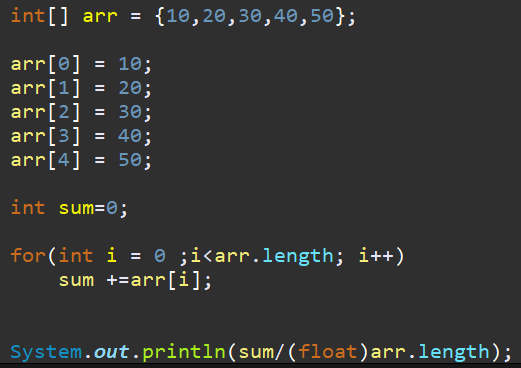 int[] arr = {10,20,30,40,50};
arr[0] = 10;
arr[1] = 20;
arr[2] = 30;
arr[3] = 40;
arr[4] = 50;
int sum=0;
for(int i = 0 ;i<arr.length; i++)
sum +=arr[i];
System.out.println(sum/(float)arr.length);